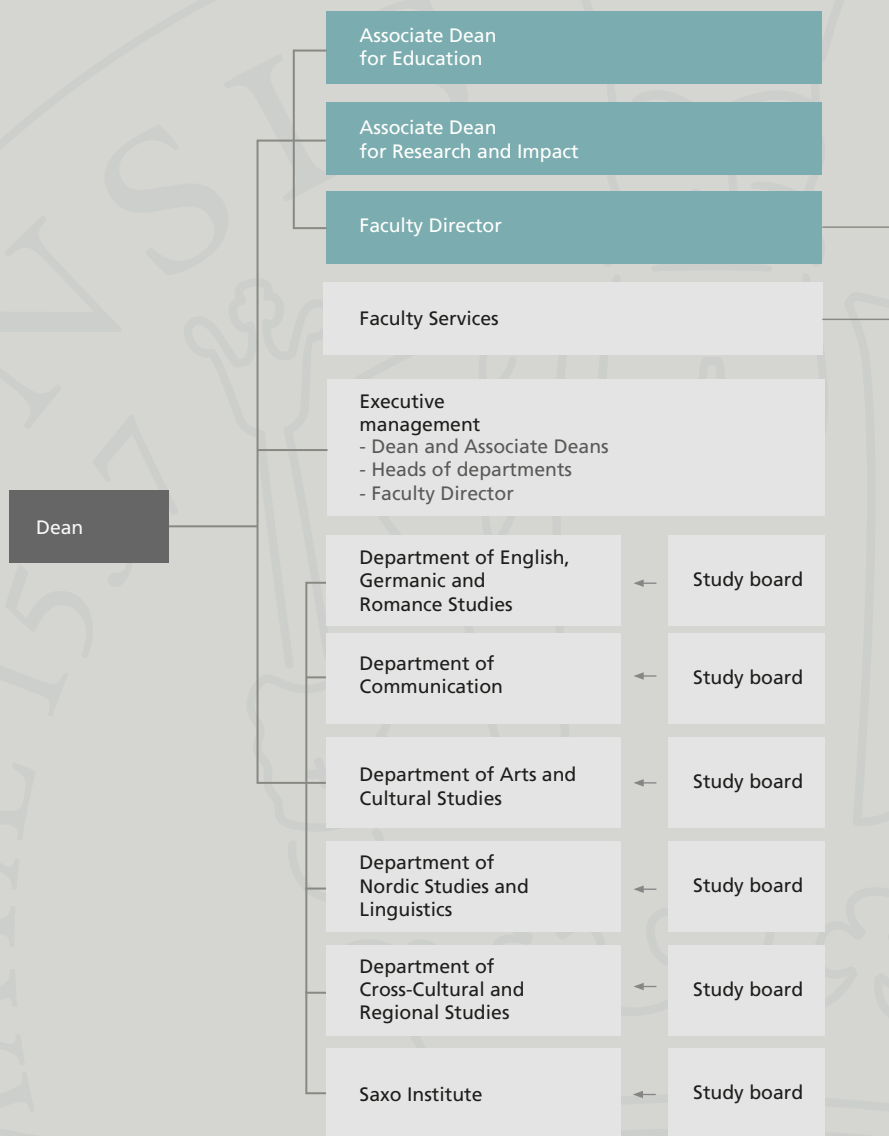 Associate Dean
for Education
Associate Dean
for Research and Impact
Faculty Director
Faculty Services
Executive
management
- Dean and Associate Deans
- Heads of departments
- Faculty Director
Dean
Department of English,
Germanic and
Romance Studies
Study board
Department of
Communication
Study board
Department of Arts and
Cultural Studies
Study board
Department of
Nordic Studies and
Linguistics
Study board
Department of
Cross-Cultural and
Regional Studies
Study board
Saxo Institute
Study board